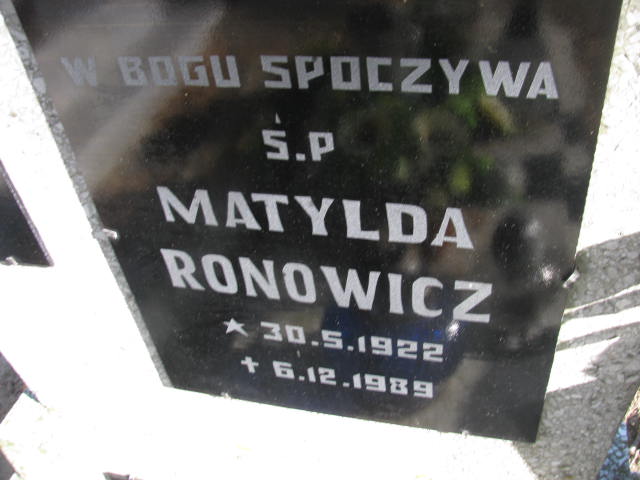 W BOGU SPOCZYWA
Ś.P
MATYLDA
RONOWICZ
★ 30.5.1922
✝ 6.12.1989